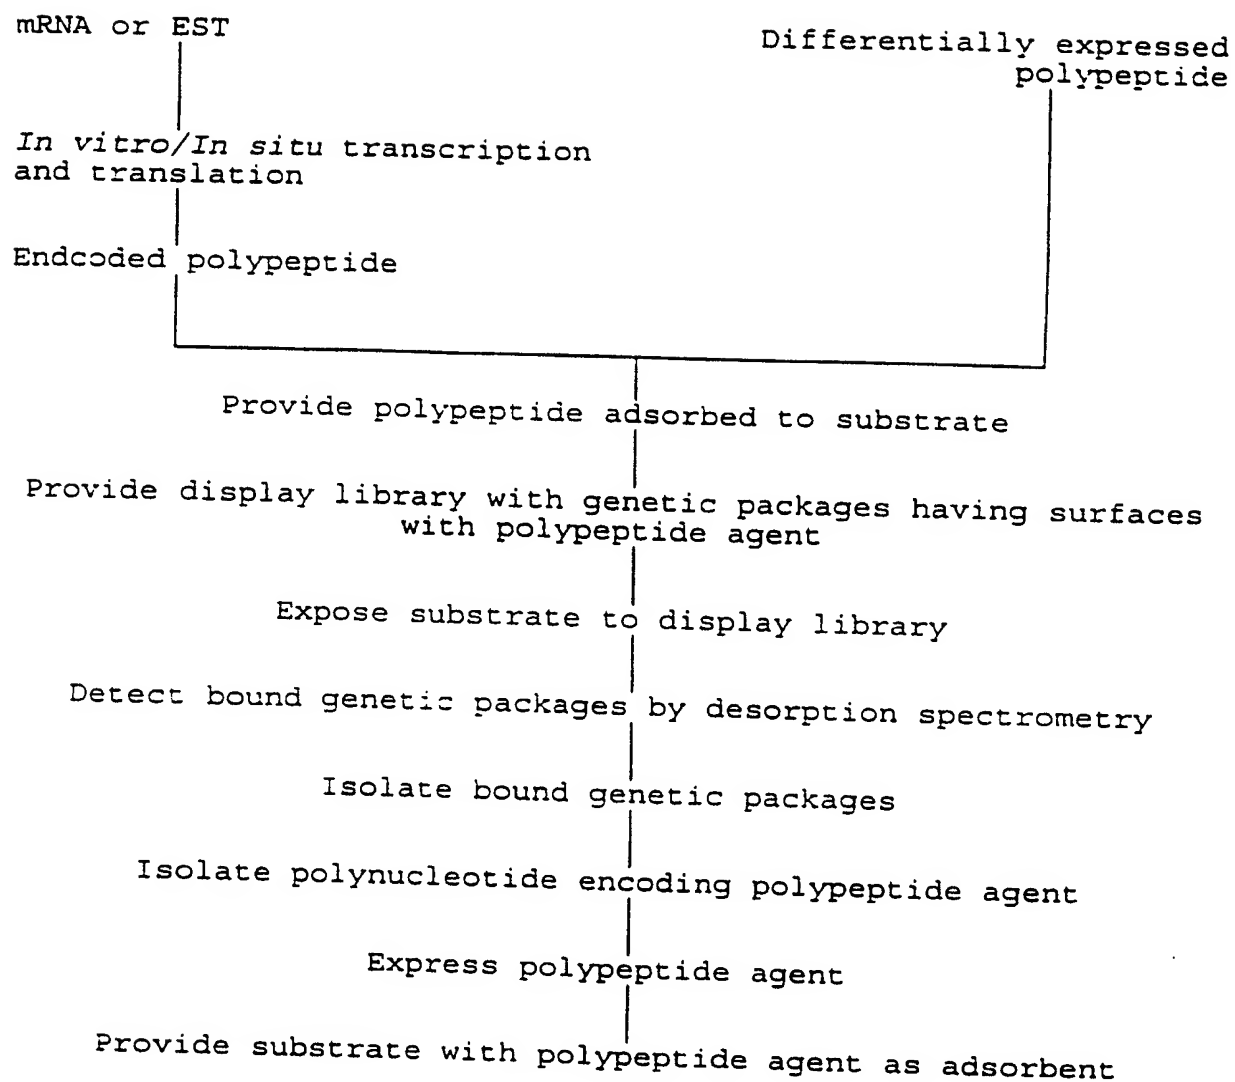 mRNA or EST
Differentially expressed
polypeptide
In vitro/In situ transcription
and translation
Endcoded polypeptide
Provide polypeptide adsorbed to substrate
Provide display library with genetic packages having surfaces
with polypeptide agent
Expose substrate to display library
Detect bound genetic packages by desorption spectrometry
Isolate bound genetic packages
Isolate polynucleotide encoding polypeptide agent
Express polypeptide agent
Provide substrate with polypeptide agent as adsorbent